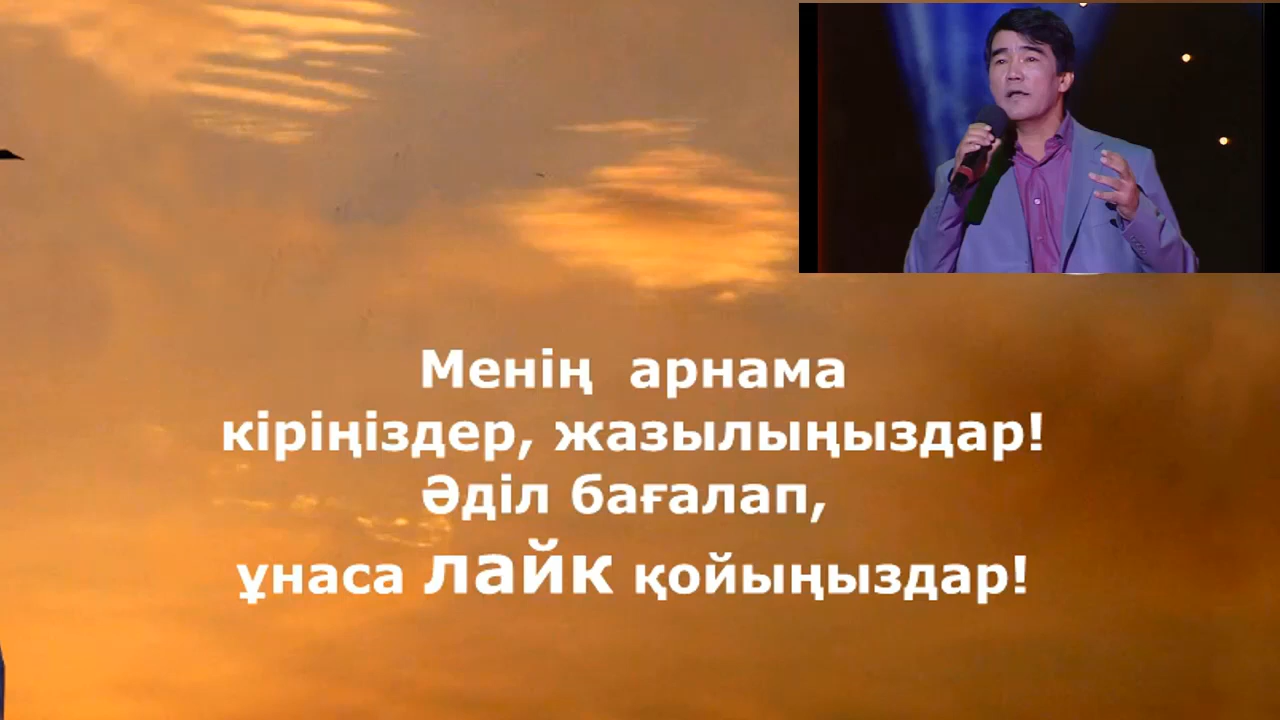 Менің арнама
кіріңіздер, жазылыңыздар!
Әділ бағалап,
ұнаса лайк қойыңыздар!